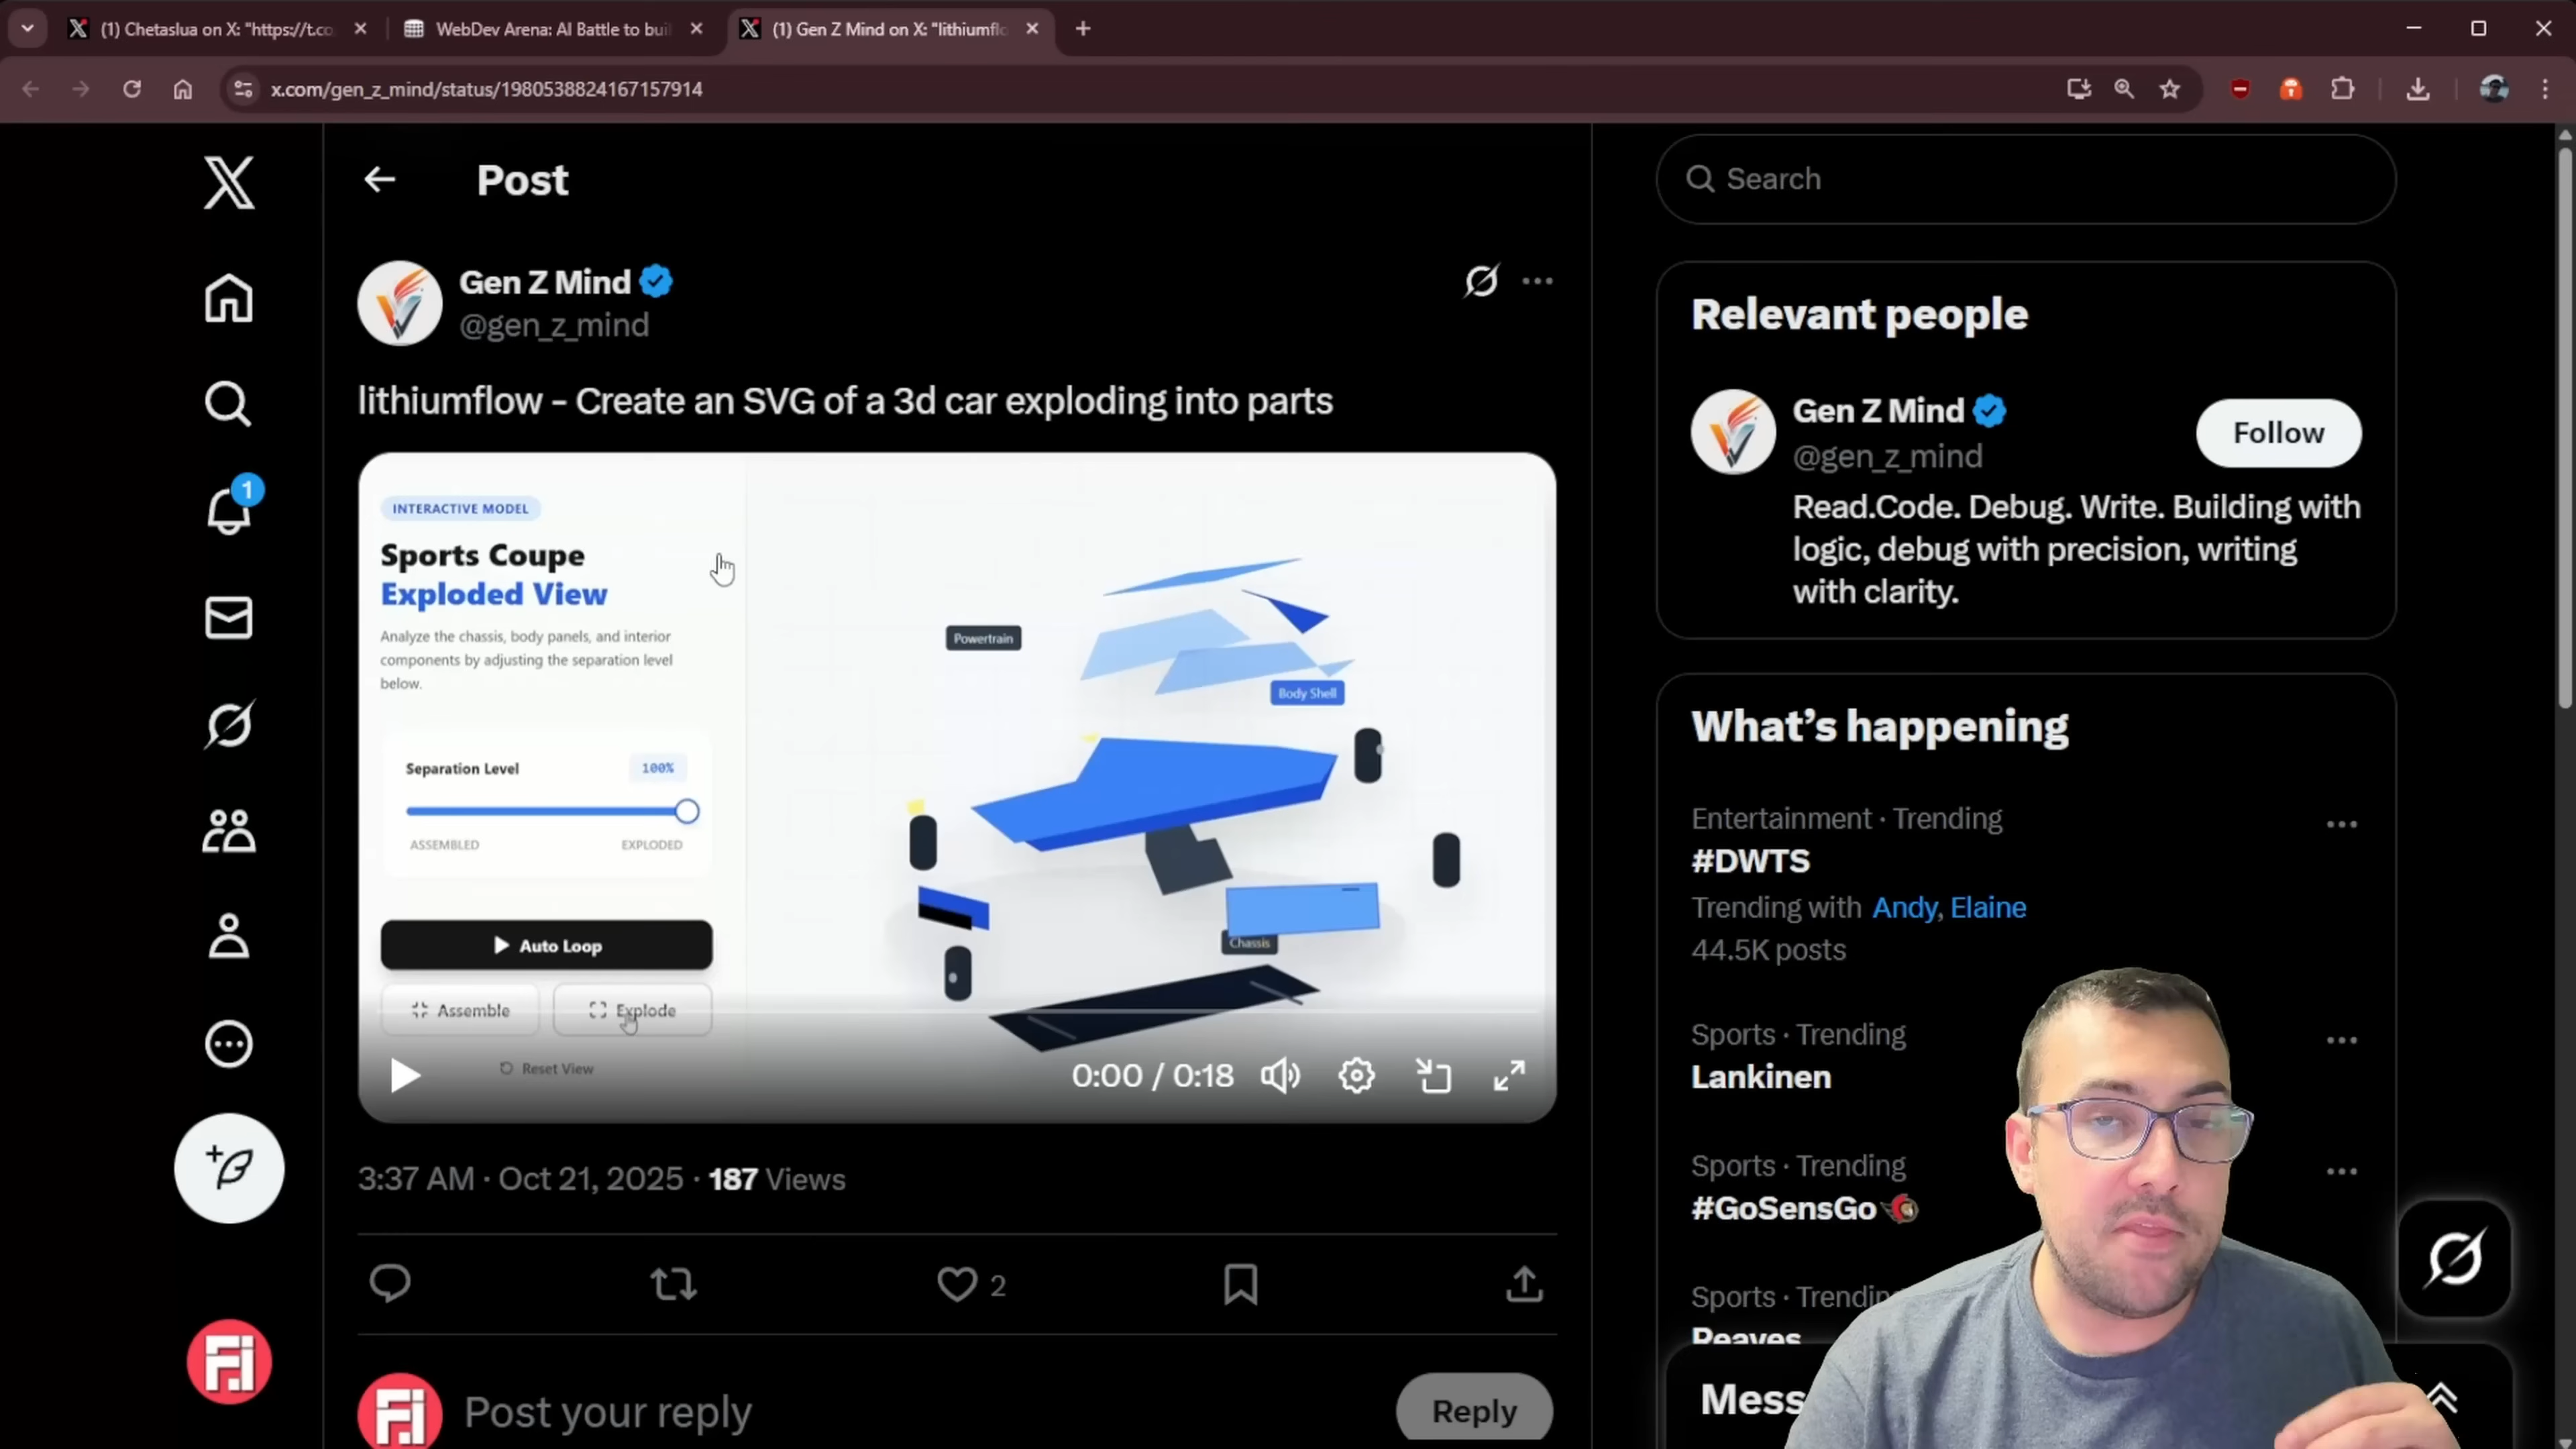 (1) Chetaslua on X: "https://t.co
WebDev Arena: AI Battle to bui
(1) Gen Z Mind on X: "lithiumflo
x.com/gen_z_mind/status/1980538824167157914
Post
Gen Z Mind
@gen_z_mind
lithiumflow - Create an SVG of a 3d car exploding into parts
INTERACTIVE MODEL
Sports Coupe
Exploded View
Analyze the chassis, body panels, and interior
components by adjusting the separation level
below.
Separation Level
100%
ASSEMBLED
EXPLODED
Auto Loop
Assemble
Explode
Reset View
Powertrain
Body Shell
Chassis
0:00 / 0:18
3:37 AM · Oct 21, 2025 · 187 Views
2
Post your reply
Reply
1
Search
Relevant people
Gen Z Mind
@gen_z_mind
Follow
Read.Code. Debug. Write. Building with
logic, debug with precision, writing
with clarity.
What's happening
Entertainment · Trending
#DWTS
Trending with Andy, Elaine
44.5K posts
Sports · Trending
Lankinen
Sports · Trending
#GoSensGo
Sports · Trending
Reaves
Mess